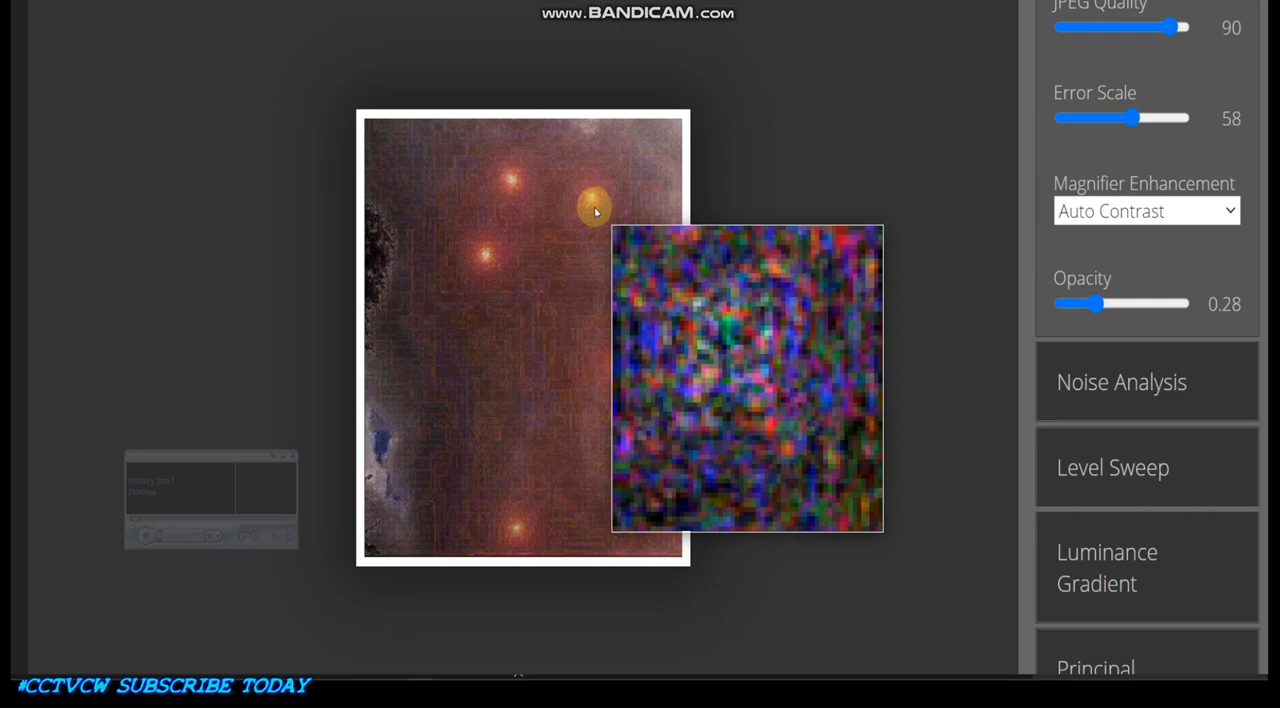 www.BANDICAM.com
JPEG Quality
90
Error Scale
58
Magnifier Enhancement
Auto Contrast
Opacity
0.28
Noise Analysis
Level Sweep
Luminance
Gradient
Principal
#CCTVCW SUBSCRIBE TODAY